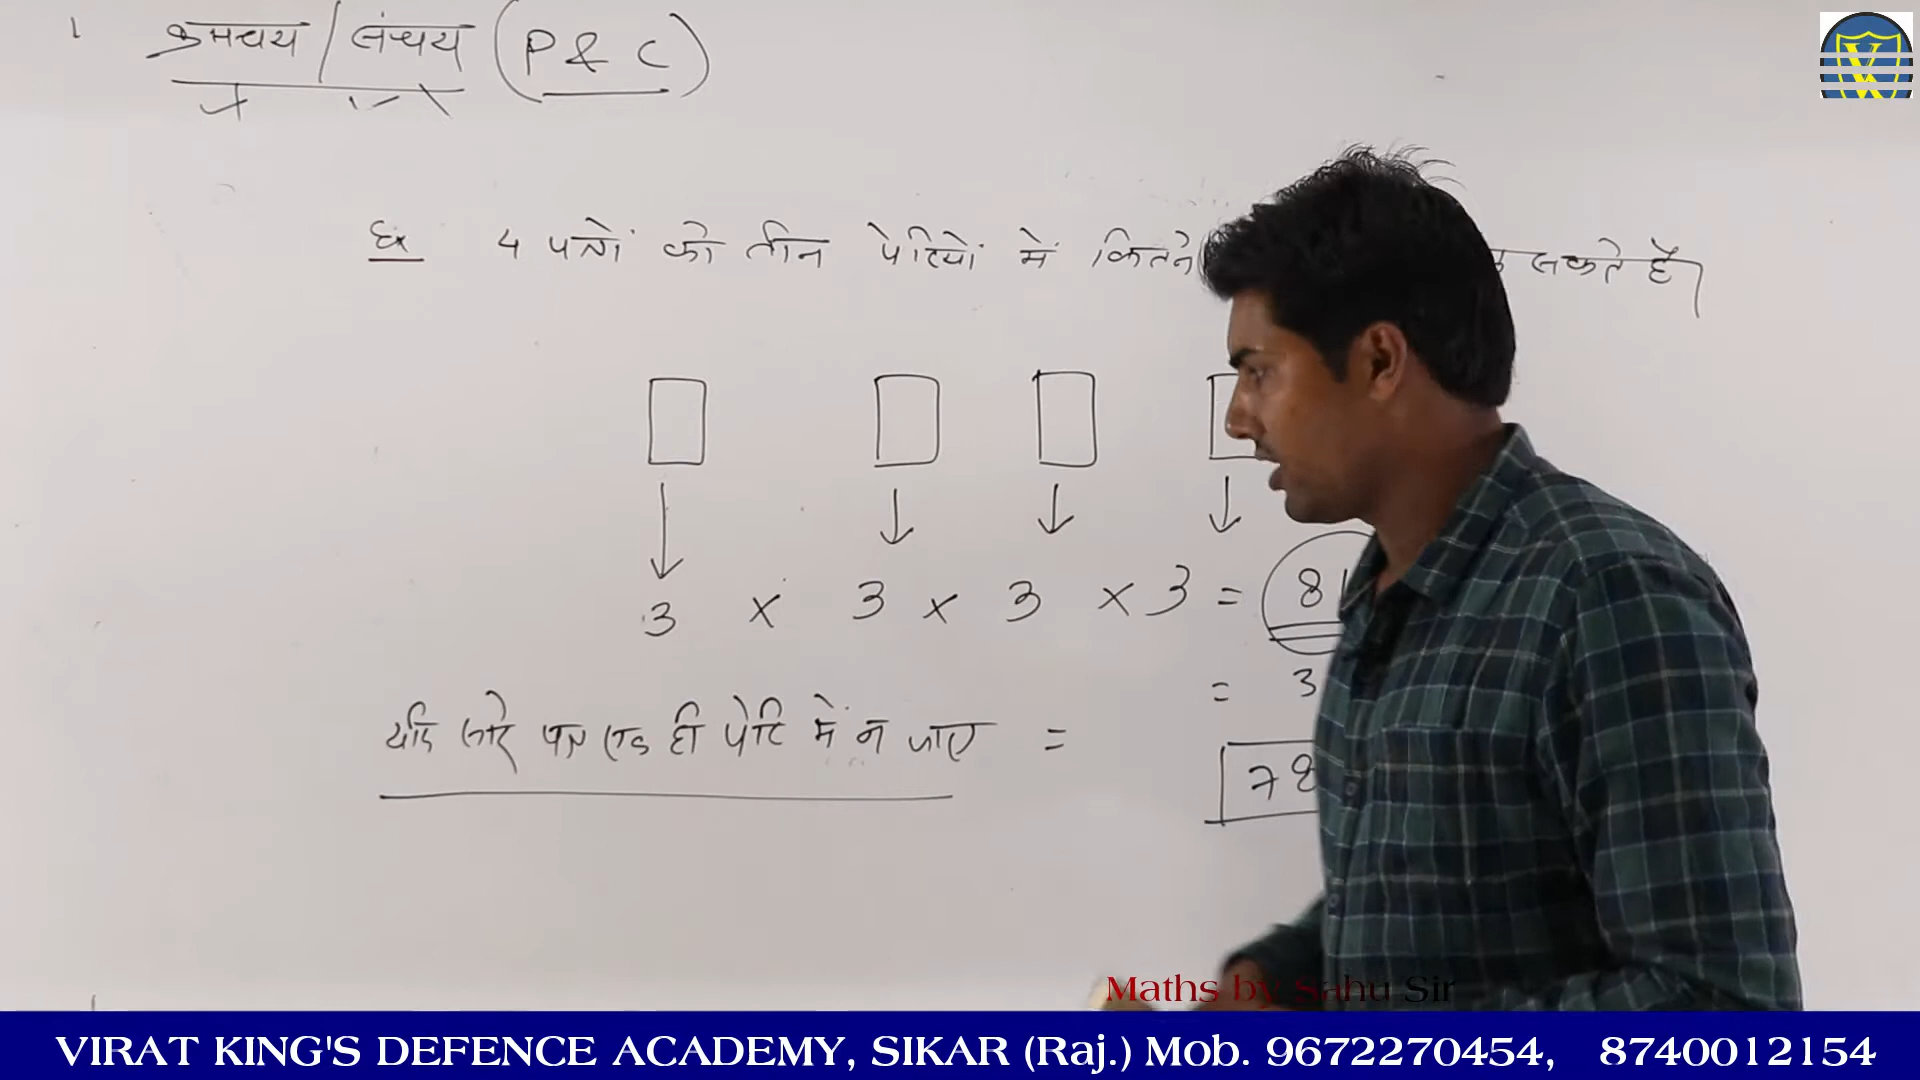 क्रमचय / संचय (P & C)
Ex 4 पत्रों को तीन पेटियों में कितने सकते है।
3 × 3 × 3 × 3 = 81
= 3
यदि सारे पत्र एक ही पेटि में न जाए =
78
Maths by Sahu Sir
VIRAT KING'S DEFENCE ACADEMY, SIKAR (Raj.) Mob. 9672270454, 8740012154